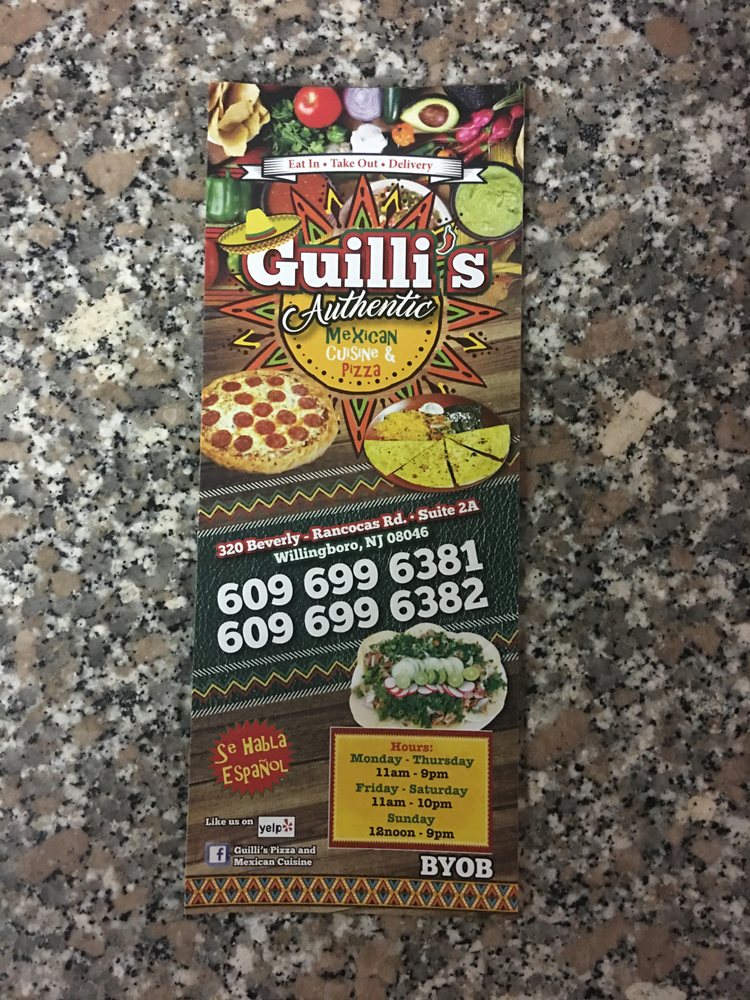 Eat In • Take Out • Delivery
Guilli's
Authentic
Mexican
Cuisine &
Pizza
320 Beverly - Rancocas Rd. • Suite 2A
Willingboro, NJ 08046
609 699 6381
609 699 6382
Se Habla
Español
Hours:
Monday - Thursday
11am - 9pm
Friday - Saturday
11am - 10pm
Sunday
12noon - 9pm
Like us on yelp
f Guilli's Pizza and
Mexican Cuisine
BYOB